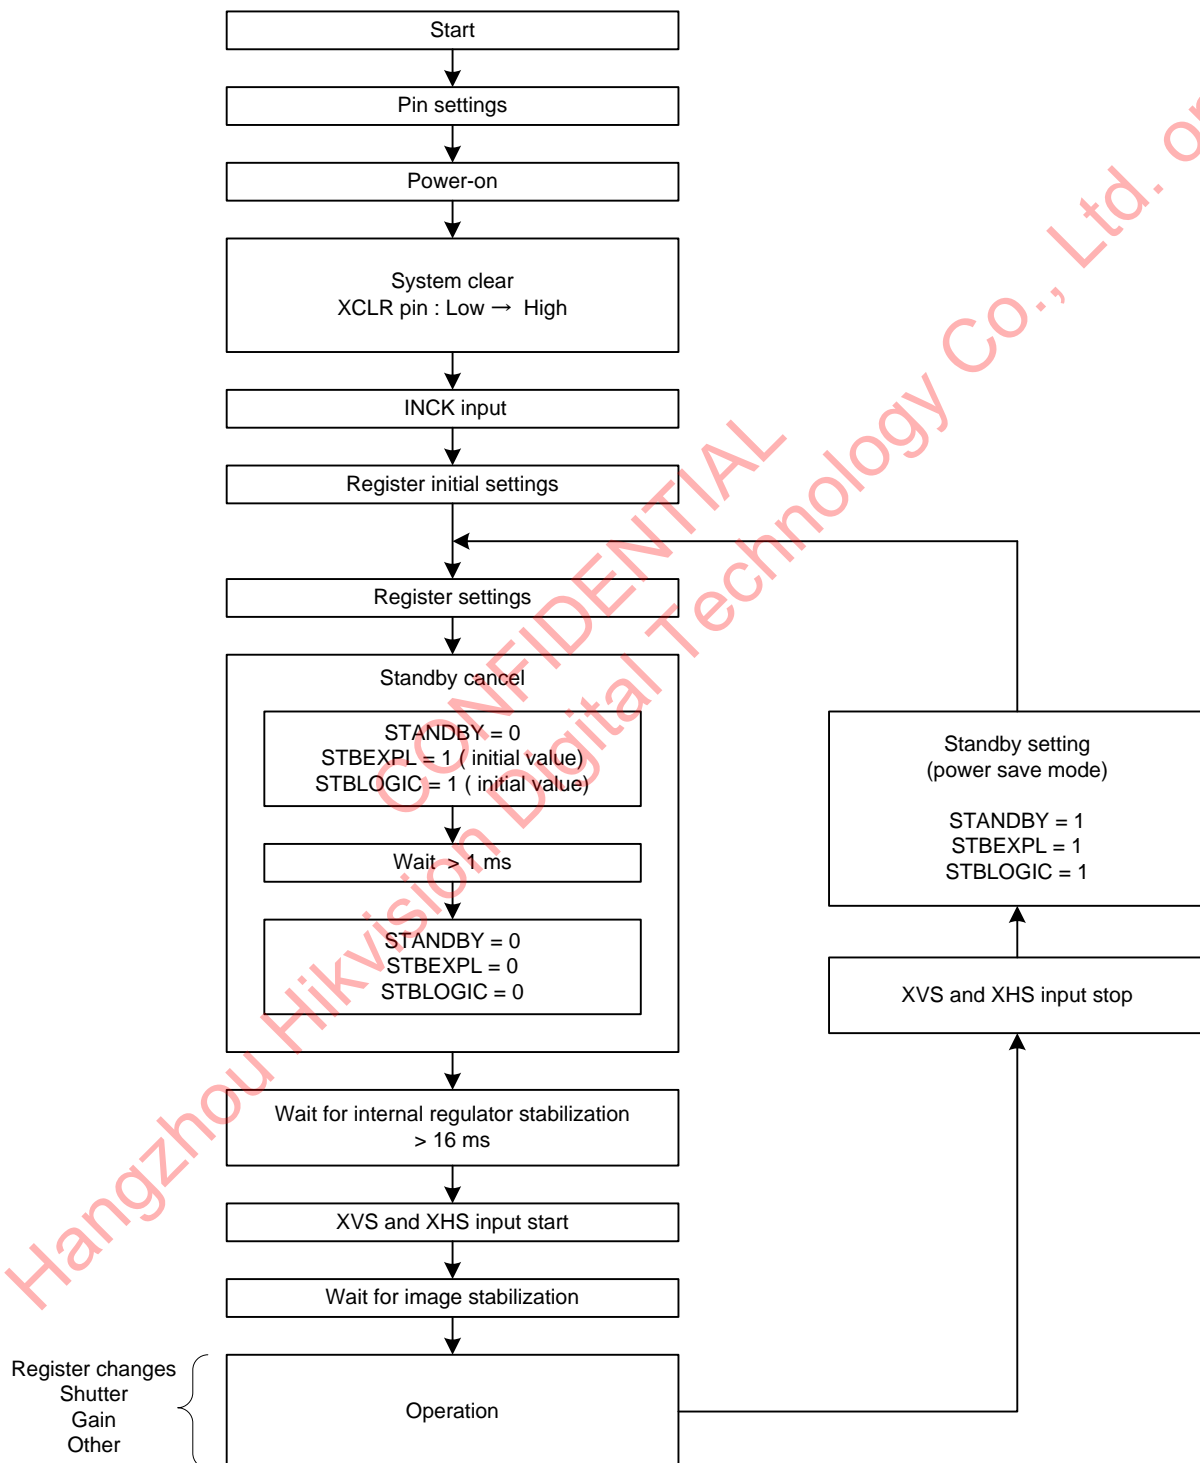 Start
Pin settings
Power-on
System clear
XCLR pin : Low → High
INCK input
Register initial settings
Register settings
Standby cancel
STANDBY = 0
STBEXPL = 1 ( initial value)
STBLOGIC = 1 ( initial value)
Wait > 1 ms
STANDBY = 0
STBEXPL = 0
STBLOGIC = 0
Wait for internal regulator stabilization
> 16 ms
XVS and XHS input start
Wait for image stabilization
Operation
Register changes
Shutter
Gain
Other
Standby setting
(power save mode)
STANDBY = 1
STBEXPL = 1
STBLOGIC = 1
XVS and XHS input stop
CONFIDENTIAL
Hangzhou Hikvision Digital Technology Co., Ltd. or